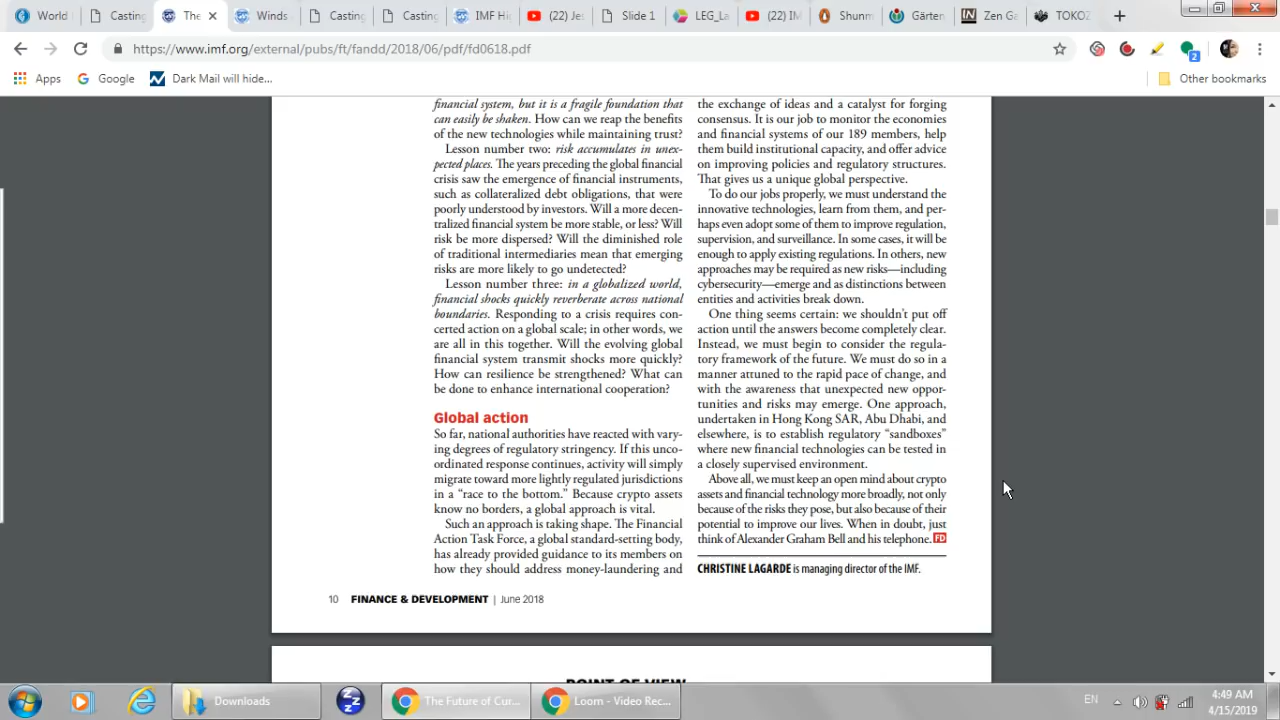 World
Casting
The
Winds
Casting
Casting
IMF Hi
(22) Je
Slide 1
LEG_La
(22) IM
Shunm
Gärten
Zen Ga
TOKOZ
https://www.imf.org/external/pubs/ft/fandd/2018/06/pdf/fd0618.pdf
2
Apps
Google
Dark Mail will hide...
Other bookmarks
financial system, but it is a fragile foundation that
can easily be shaken. How can we reap the benefits
of the new technologies while maintaining trust?
Lesson number two: risk accumulates in unex-
pected places. The years preceding the global financial
crisis saw the emergence of financial instruments,
such as collateralized debt obligations, that were
poorly understood by investors. Will a more decen-
tralized financial system be more stable, or less? Will
risk be more dispersed? Will the diminished role
of traditional intermediaries mean that emerging
risks are more likely to go undetected?
Lesson number three: in a globalized world,
financial shocks quickly reverberate across national
boundaries. Responding to a crisis requires con-
certed action on a global scale; in other words, we
are all in this together. Will the evolving global
financial system transmit shocks more quickly?
How can resilience be strengthened? What can
be done to enhance international cooperation?
Global action
So far, national authorities have reacted with vary-
ing degrees of regulatory stringency. If this unco-
ordinated response continues, activity will simply
migrate toward more lightly regulated jurisdictions
in a “race to the bottom.” Because crypto assets
know no borders, a global approach is vital.
Such an approach is taking shape. The Financial
Action Task Force, a global standard-setting body,
has already provided guidance to its members on
how they should address money-laundering and
the exchange of ideas and a catalyst for forging
consensus. It is our job to monitor the economies
and financial systems of our 189 members, help
them build institutional capacity, and offer advice
on improving policies and regulatory structures.
That gives us a unique global perspective.
To do our jobs properly, we must understand the
innovative technologies, learn from them, and per-
haps even adopt some of them to improve regulation,
supervision, and surveillance. In some cases, it will be
enough to apply existing regulations. In others, new
approaches may be required as new risks—including
cybersecurity—emerge and as distinctions between
entities and activities break down.
One thing seems certain: we shouldn’t put off
action until the answers become completely clear.
Instead, we must begin to consider the regula-
tory framework of the future. We must do so in a
manner attuned to the rapid pace of change, and
with the awareness that unexpected new oppor-
tunities and risks may emerge. One approach,
undertaken in Hong Kong SAR, Abu Dhabi, and
elsewhere, is to establish regulatory “sandboxes”
where new financial technologies can be tested in
a closely supervised environment.
Above all, we must keep an open mind about crypto
assets and financial technology more broadly, not only
because of the risks they pose, but also because of their
potential to improve our lives. When in doubt, just
think of Alexander Graham Bell and his telephone. FD
CHRISTINE LAGARDE is managing director of the IMF.
10 FINANCE & DEVELOPMENT | June 2018
POINT OF VIEW
Downloads
The Future of Cur...
Loom - Video Rec...
EN
4:49 AM
4/15/2019